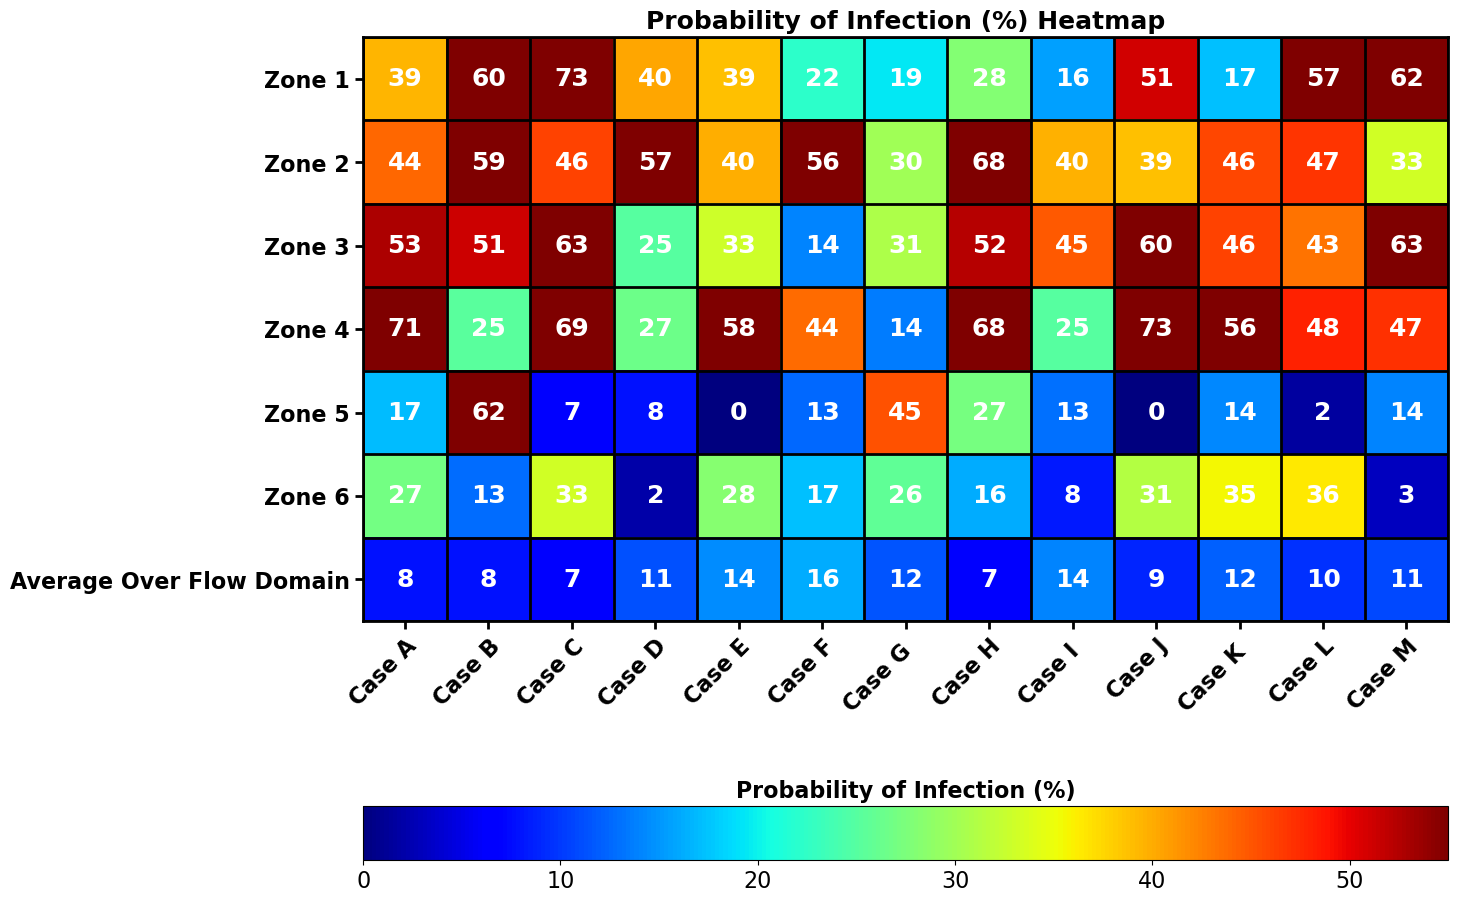 Probability of Infection (%) Heatmap
Zone 1 39 60 73 40 39 22 19 28 16 51 17 57 62
Zone 2 44 59 46 57 40 56 30 68 40 39 46 47 33
Zone 3 53 51 63 25 33 14 31 52 45 60 46 43 63
Zone 4 71 25 69 27 58 44 14 68 25 73 56 48 47
Zone 5 17 62 7 8 0 13 45 27 13 0 14 2 14
Zone 6 27 13 33 2 28 17 26 16 8 31 35 36 3
Average Over Flow Domain 8 8 7 11 14 16 12 7 14 9 12 10 11
Case A Case B Case C Case D Case E Case F Case G Case H Case I Case J Case K Case L Case M
Probability of Infection (%)
0 10 20 30 40 50